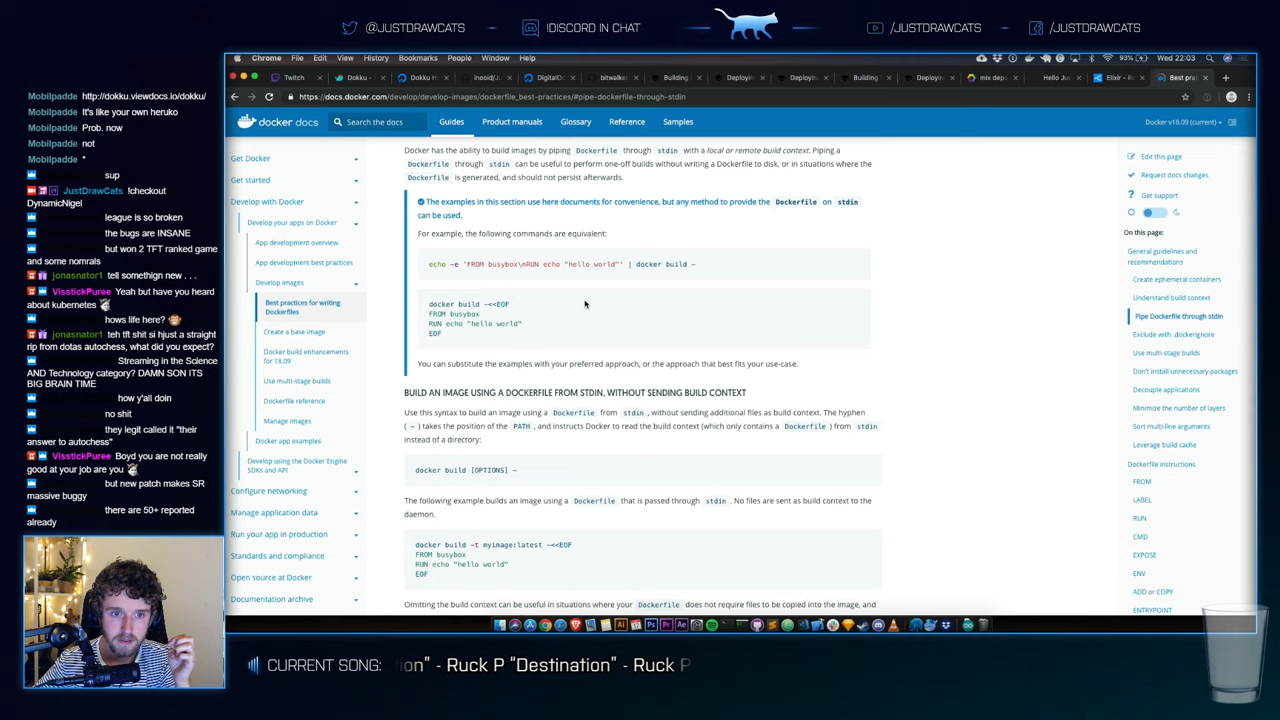 @JUSTDRAWCATS
!DISCORD IN CHAT
/JUSTDRAWCATS
/JUSTDRAWCATS
Chrome File Edit View History Bookmarks People Window Help
93% Wed 22:03
Twitch
Dokku -
Dokku H
inooid/Ju
DigitalOc
bitwalker
Building
Deployin
Deployin
Building
Deployin
mix depo
Hello Jun
Elixir - R
Best prac
https://docs.docker.com/develop/develop-images/dockerfile_best-practices/#pipe-dockerfile-through-stdin
docker docs
Search the docs
Guides
Product manuals
Glossary
Reference
Samples
Docker v18.09 (current)
Mobilpadde http://dokku.viewdocs.io/dokku/
Mobilpadde It's like your own heruko
Mobilpadde Prob. now
Mobilpadde not
Mobilpadde *
sup
JustDrawCats !checkout
DynamicNigel
league is so broken
the bugs are INSANE
but won 2 TFT ranked game
and some nomrals
jonasnator1 tell somethign new . . .
VisstickPuree Yeah but have you heard
about kubernetes
hows life here?
jonasnator1 teh tft shit si hjust a straight
rip from dotas autochess, what did you expect?
Streaming in the Science
AND Technology category? DAMN SON ITS
BIG BRAIN TIME
how y'all doin
no shit
they legit called it "their
answer to autochess"
VisstickPuree Boyd you are not really
good at your job are you
but new patch makes SR
massive buggy
there are 50+ reported
already
Get Docker
Get started
Develop with Docker
Develop your apps on Docker
App development overview
App development best practices
Develop images
Best practices for writing
Dockerfiles
Create a base image
Docker build enhancements
for 18.09
Use multi-stage builds
Dockerfile reference
Manage images
Docker app examples
Develop using the Docker Engine
SDKs and API
Configure networking
Manage application data
Run your app in production
Standards and compliance
Open source at Docker
Documentation archive
Docker has the ability to build images by piping Dockerfile through stdin with a local or remote build context. Piping a
Dockerfile through stdin can be useful to perform one-off builds without writing a Dockerfile to disk, or in situations where the
Dockerfile is generated, and should not persist afterwards.
The examples in this section use here documents for convenience, but any method to provide the Dockerfile on stdin
can be used.
For example, the following commands are equivalent:
echo -e 'FROM busybox\nRUN echo "hello world"' | docker build -
docker build -<<EOF
FROM busybox
RUN echo "hello world"
EOF
You can substitute the examples with your preferred approach, or the approach that best fits your use-case.
BUILD AN IMAGE USING A DOCKERFILE FROM STDIN, WITHOUT SENDING BUILD CONTEXT
Use this syntax to build an image using a Dockerfile from stdin , without sending additional files as build context. The hyphen
( - ) takes the position of the PATH , and instructs Docker to read the build context (which only contains a Dockerfile ) from stdin
instead of a directory:
docker build [OPTIONS] -
The following example builds an image using a Dockerfile that is passed through stdin . No files are sent as build context to the
daemon.
docker build -t myimage:latest -<<EOF
FROM busybox
RUN echo "hello world"
EOF
Omitting the build context can be useful in situations where your Dockerfile does not require files to be copied into the image, and
Edit this page
Request docs changes
Get support
On this page:
General guidelines and
recommendations
Create ephemeral containers
Understand build context
Pipe Dockerfile through stdin
Exclude with .dockerignore
Use multi-stage builds
Don't install unnecessary packages
Decouple applications
Minimize the number of layers
Sort multi-line arguments
Leverage build cache
Dockerfile instructions
FROM
LABEL
RUN
CMD
EXPOSE
ENV
ADD or COPY
ENTRYPOINT
CURRENT SONG:
ion" - Ruck P "Destination" - Ruck P